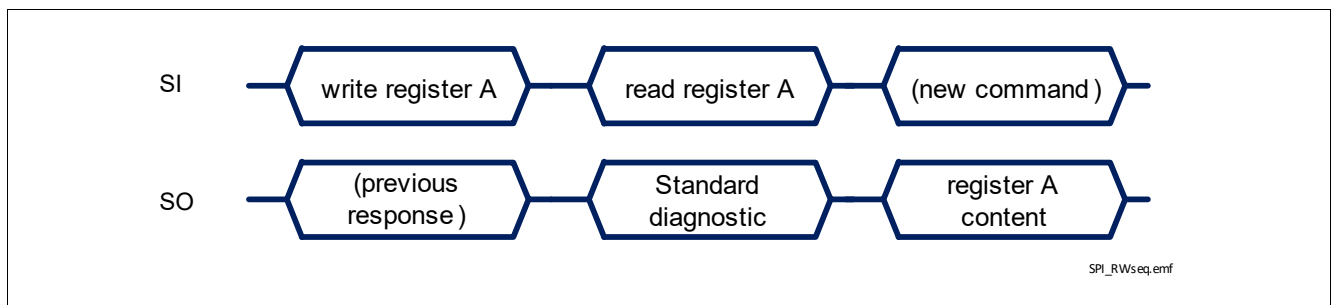 SI
write register A
read register A
(new command )
SO
(previous
response )
Standard
diagnostic
register A
content
SPI_RWseq.emf